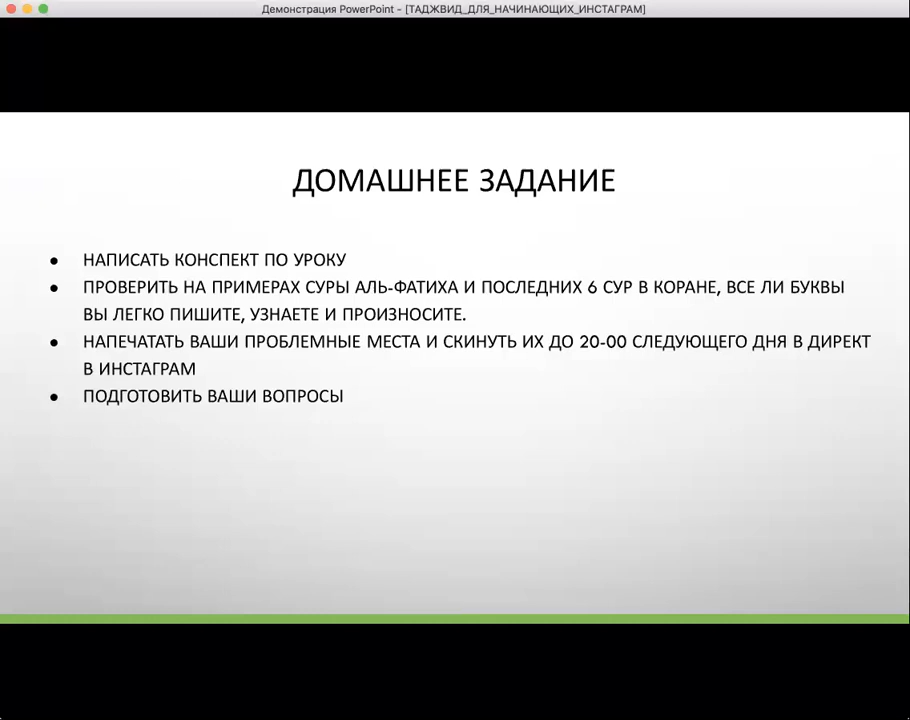 Демонстрация PowerPoint - [ТАДЖВИД_ДЛЯ_НАЧИНАЮЩИХ_ИНСТАГРАМ]
ДОМАШНЕЕ ЗАДАНИЕ
● НАПИСАТЬ КОНСПЕКТ ПО УРОКУ
● ПРОВЕРИТЬ НА ПРИМЕРАХ СУРЫ АЛЬ-ФАТИХА И ПОСЛЕДНИХ 6 СУР В КОРАНЕ, ВСЕ ЛИ БУКВЫ
ВЫ ЛЕГКО ПИШИТЕ, УЗНАЕТЕ И ПРОИЗНОСИТЕ.
● НАПЕЧАТАТЬ ВАШИ ПРОБЛЕМНЫЕ МЕСТА И СКИНУТЬ ИХ ДО 20-00 СЛЕДУЮЩЕГО ДНЯ В ДИРЕКТ
В ИНСТАГРАМ
● ПОДГОТОВИТЬ ВАШИ ВОПРОСЫ